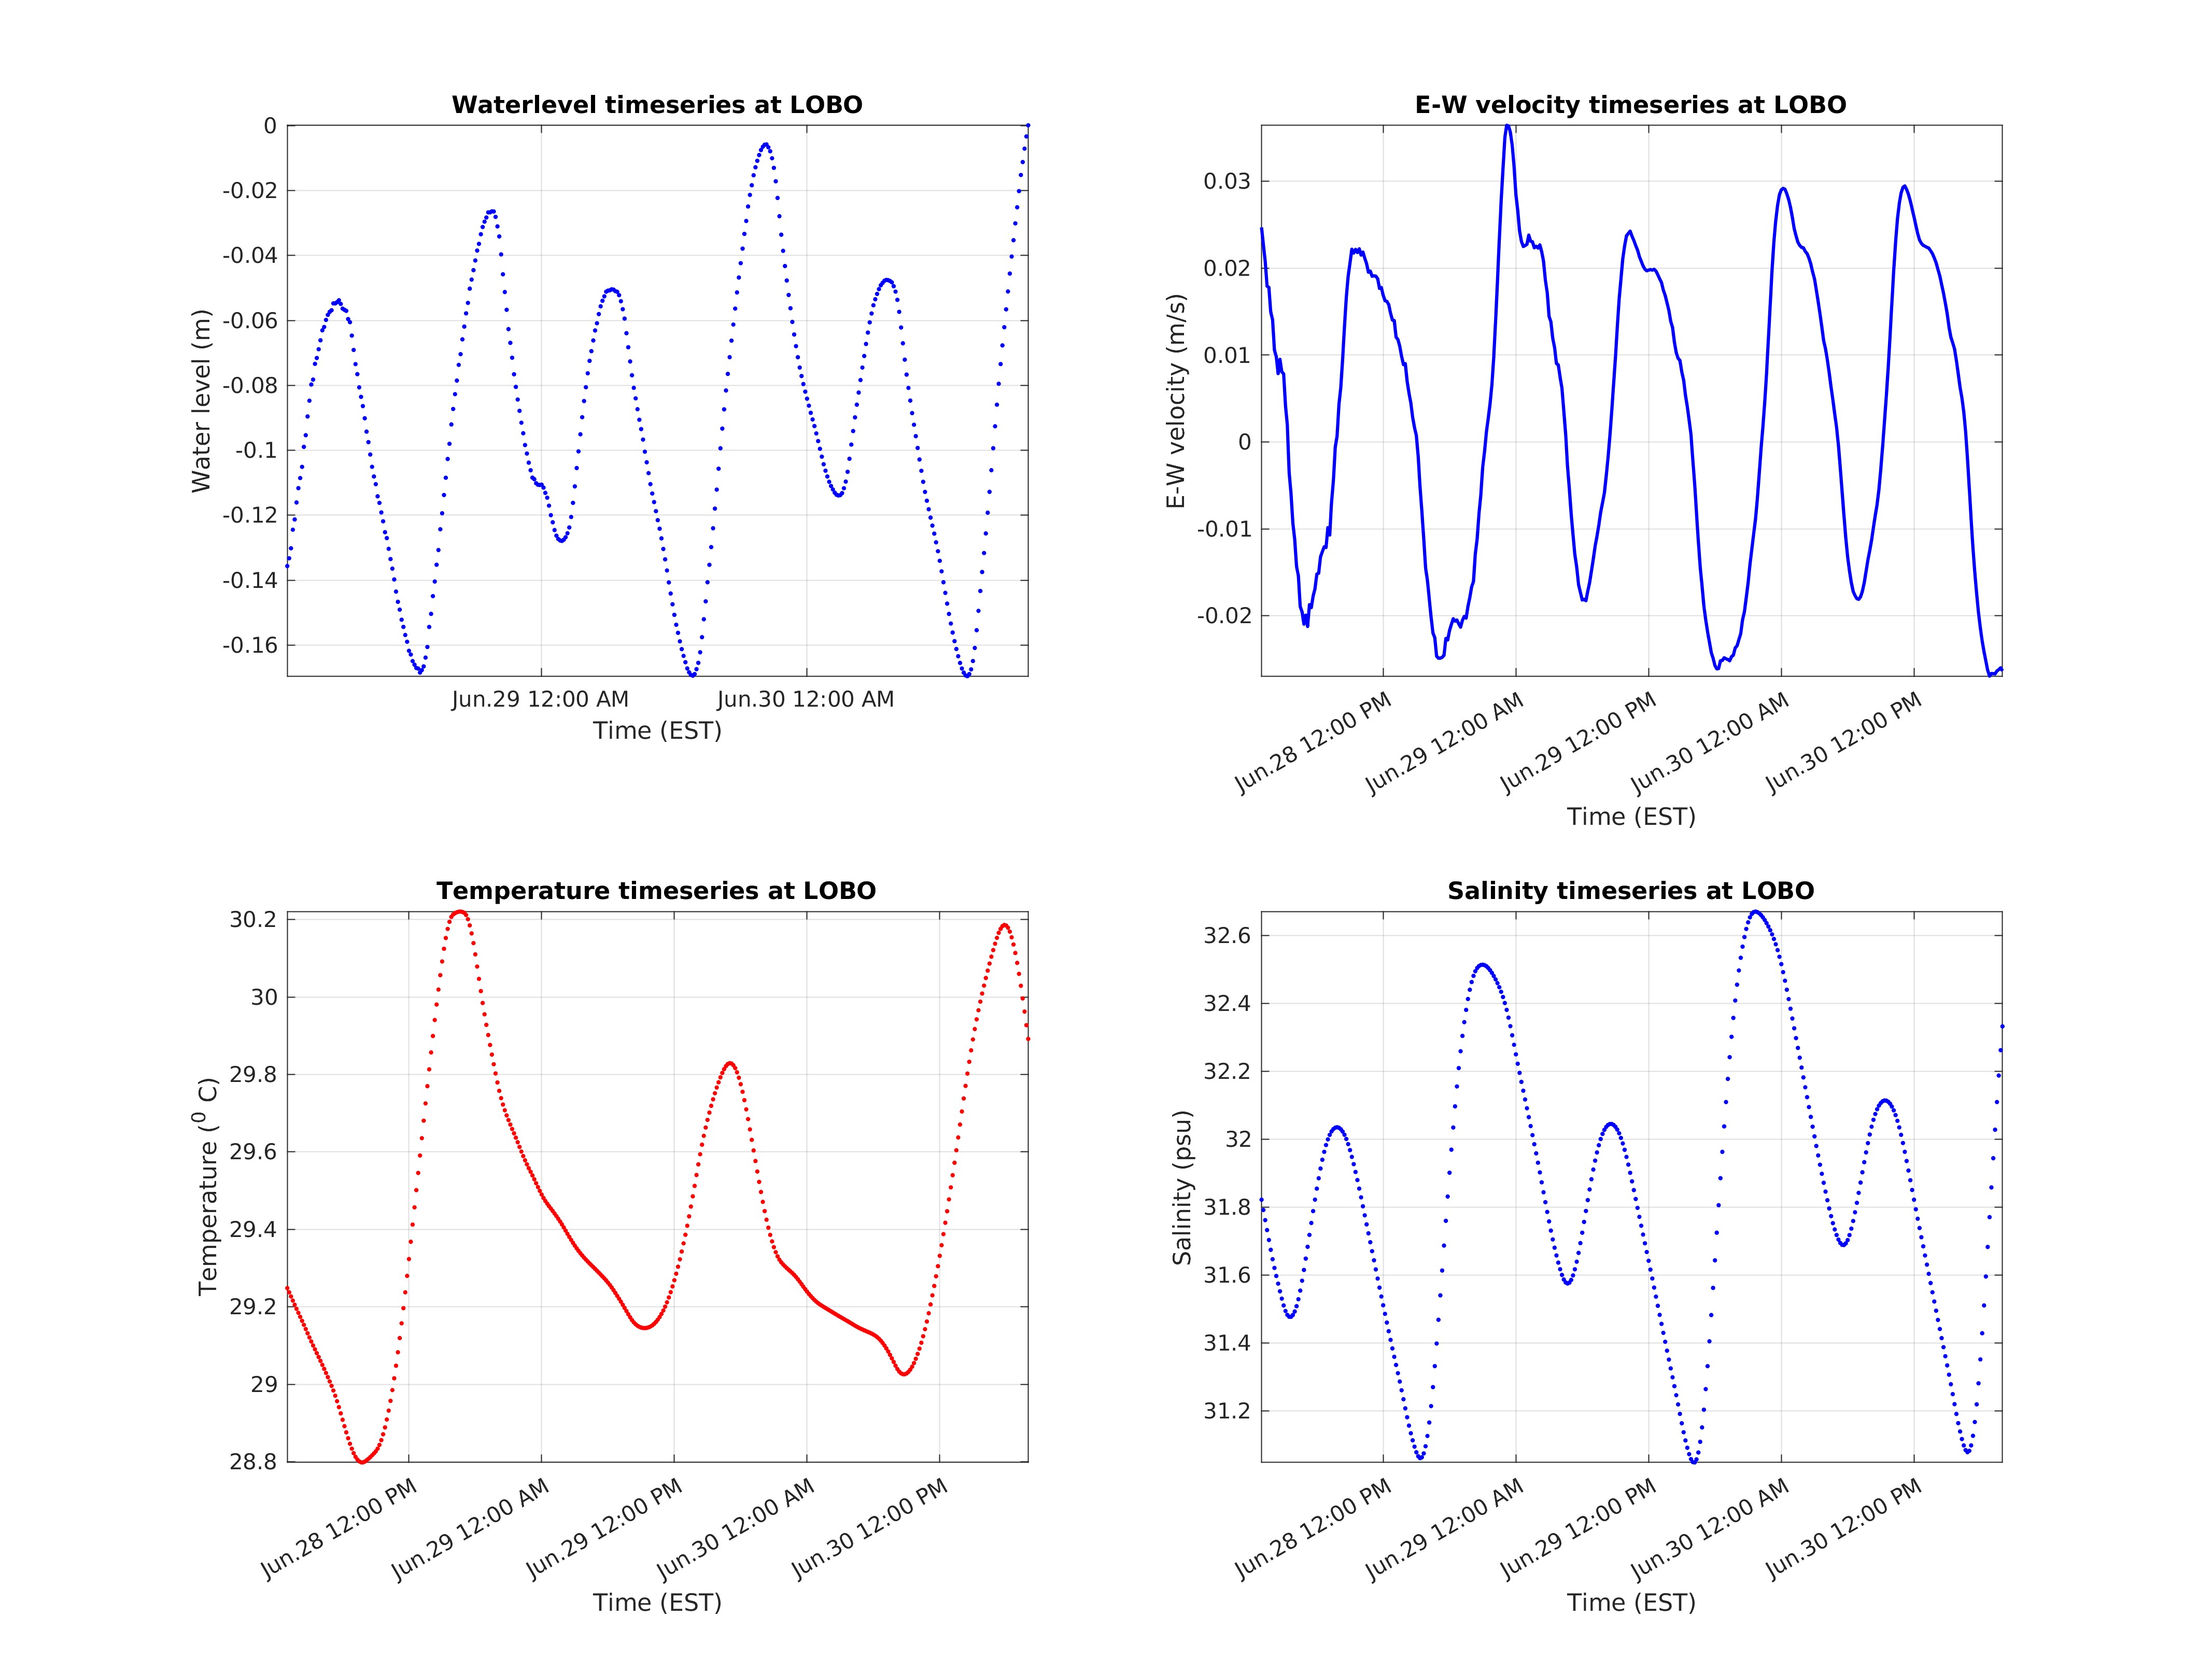 Waterlevel timeseries at LOBO
0
-0.02
-0.04
-0.06
-0.08
-0.1
-0.12
-0.14
-0.16
Water level (m)
Jun.29 12:00 AM Jun.30 12:00 AM
Time (EST)
E-W velocity timeseries at LOBO
0.03
0.02
0.01
0
-0.01
-0.02
E-W velocity (m/s)
Jun.28 12:00 PM
Jun.29 12:00 AM
Jun.29 12:00 PM
Jun.30 12:00 AM
Jun.30 12:00 PM
Time (EST)
Temperature timeseries at LOBO
30.2
30
29.8
29.6
29.4
29.2
29
28.8
Temperature (⁰ C)
Jun.28 12:00 PM
Jun.29 12:00 AM
Jun.29 12:00 PM
Jun.30 12:00 AM
Jun.30 12:00 PM
Time (EST)
Salinity timeseries at LOBO
32.6
32.4
32.2
32
31.8
31.6
31.4
31.2
Salinity (psu)
Jun.28 12:00 PM
Jun.29 12:00 AM
Jun.29 12:00 PM
Jun.30 12:00 AM
Jun.30 12:00 PM
Time (EST)